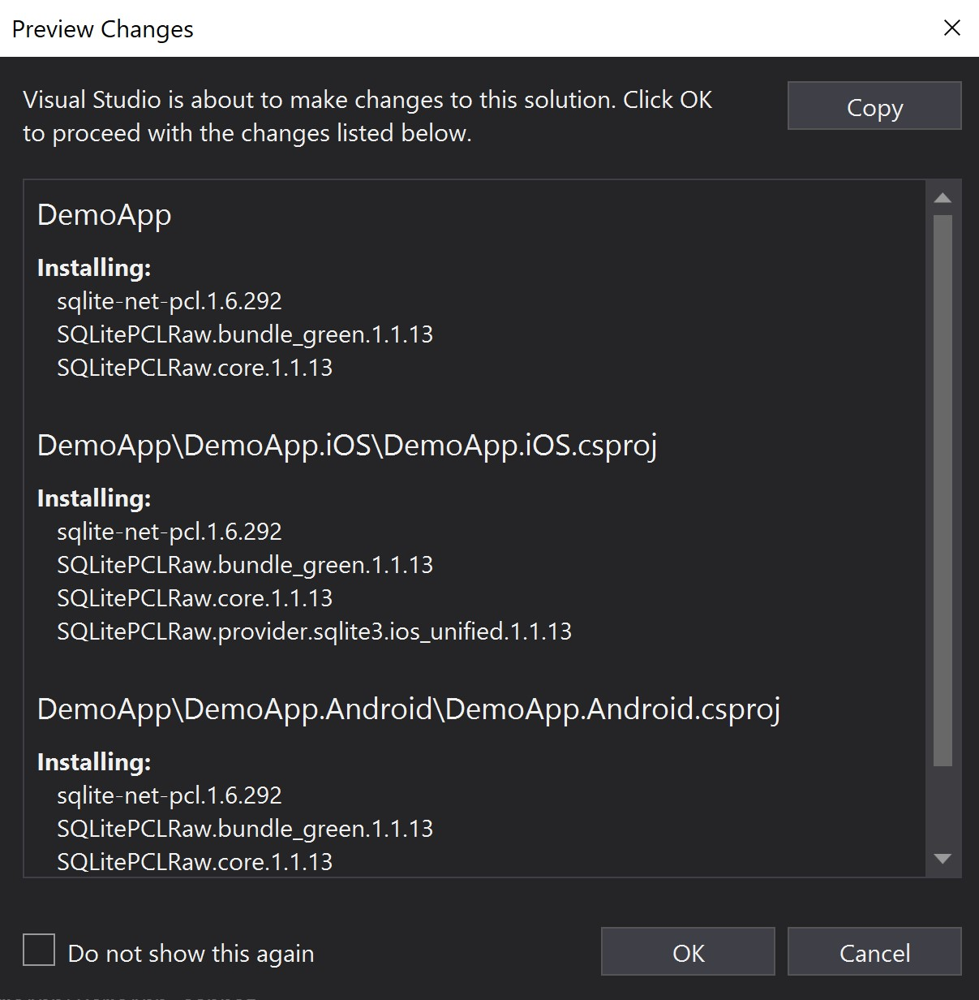 Preview Changes
Visual Studio is about to make changes to this solution. Click OK
to proceed with the changes listed below.
Copy
DemoApp
Installing:
sqlite-net-pcl.1.6.292
SQLitePCLRaw.bundle_green.1.1.13
SQLitePCLRaw.core.1.1.13
DemoApp\DemoApp.iOS\DemoApp.iOS.csproj
Installing:
sqlite-net-pcl.1.6.292
SQLitePCLRaw.bundle_green.1.1.13
SQLitePCLRaw.core.1.1.13
SQLitePCLRaw.provider.sqlite3.ios_unified.1.1.13
DemoApp\DemoApp.Android\DemoApp.Android.csproj
Installing:
sqlite-net-pcl.1.6.292
SQLitePCLRaw.bundle_green.1.1.13
SQLitePCLRaw.core.1.1.13
Do not show this again
OK
Cancel